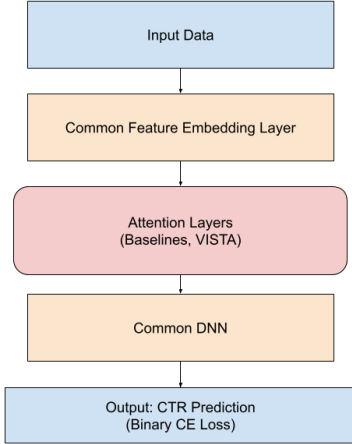 Input Data
Common Feature Embedding Layer
Attention Layers
(Baselines, VISTA)
Common DNN
Output: CTR Prediction
(Binary CE Loss)